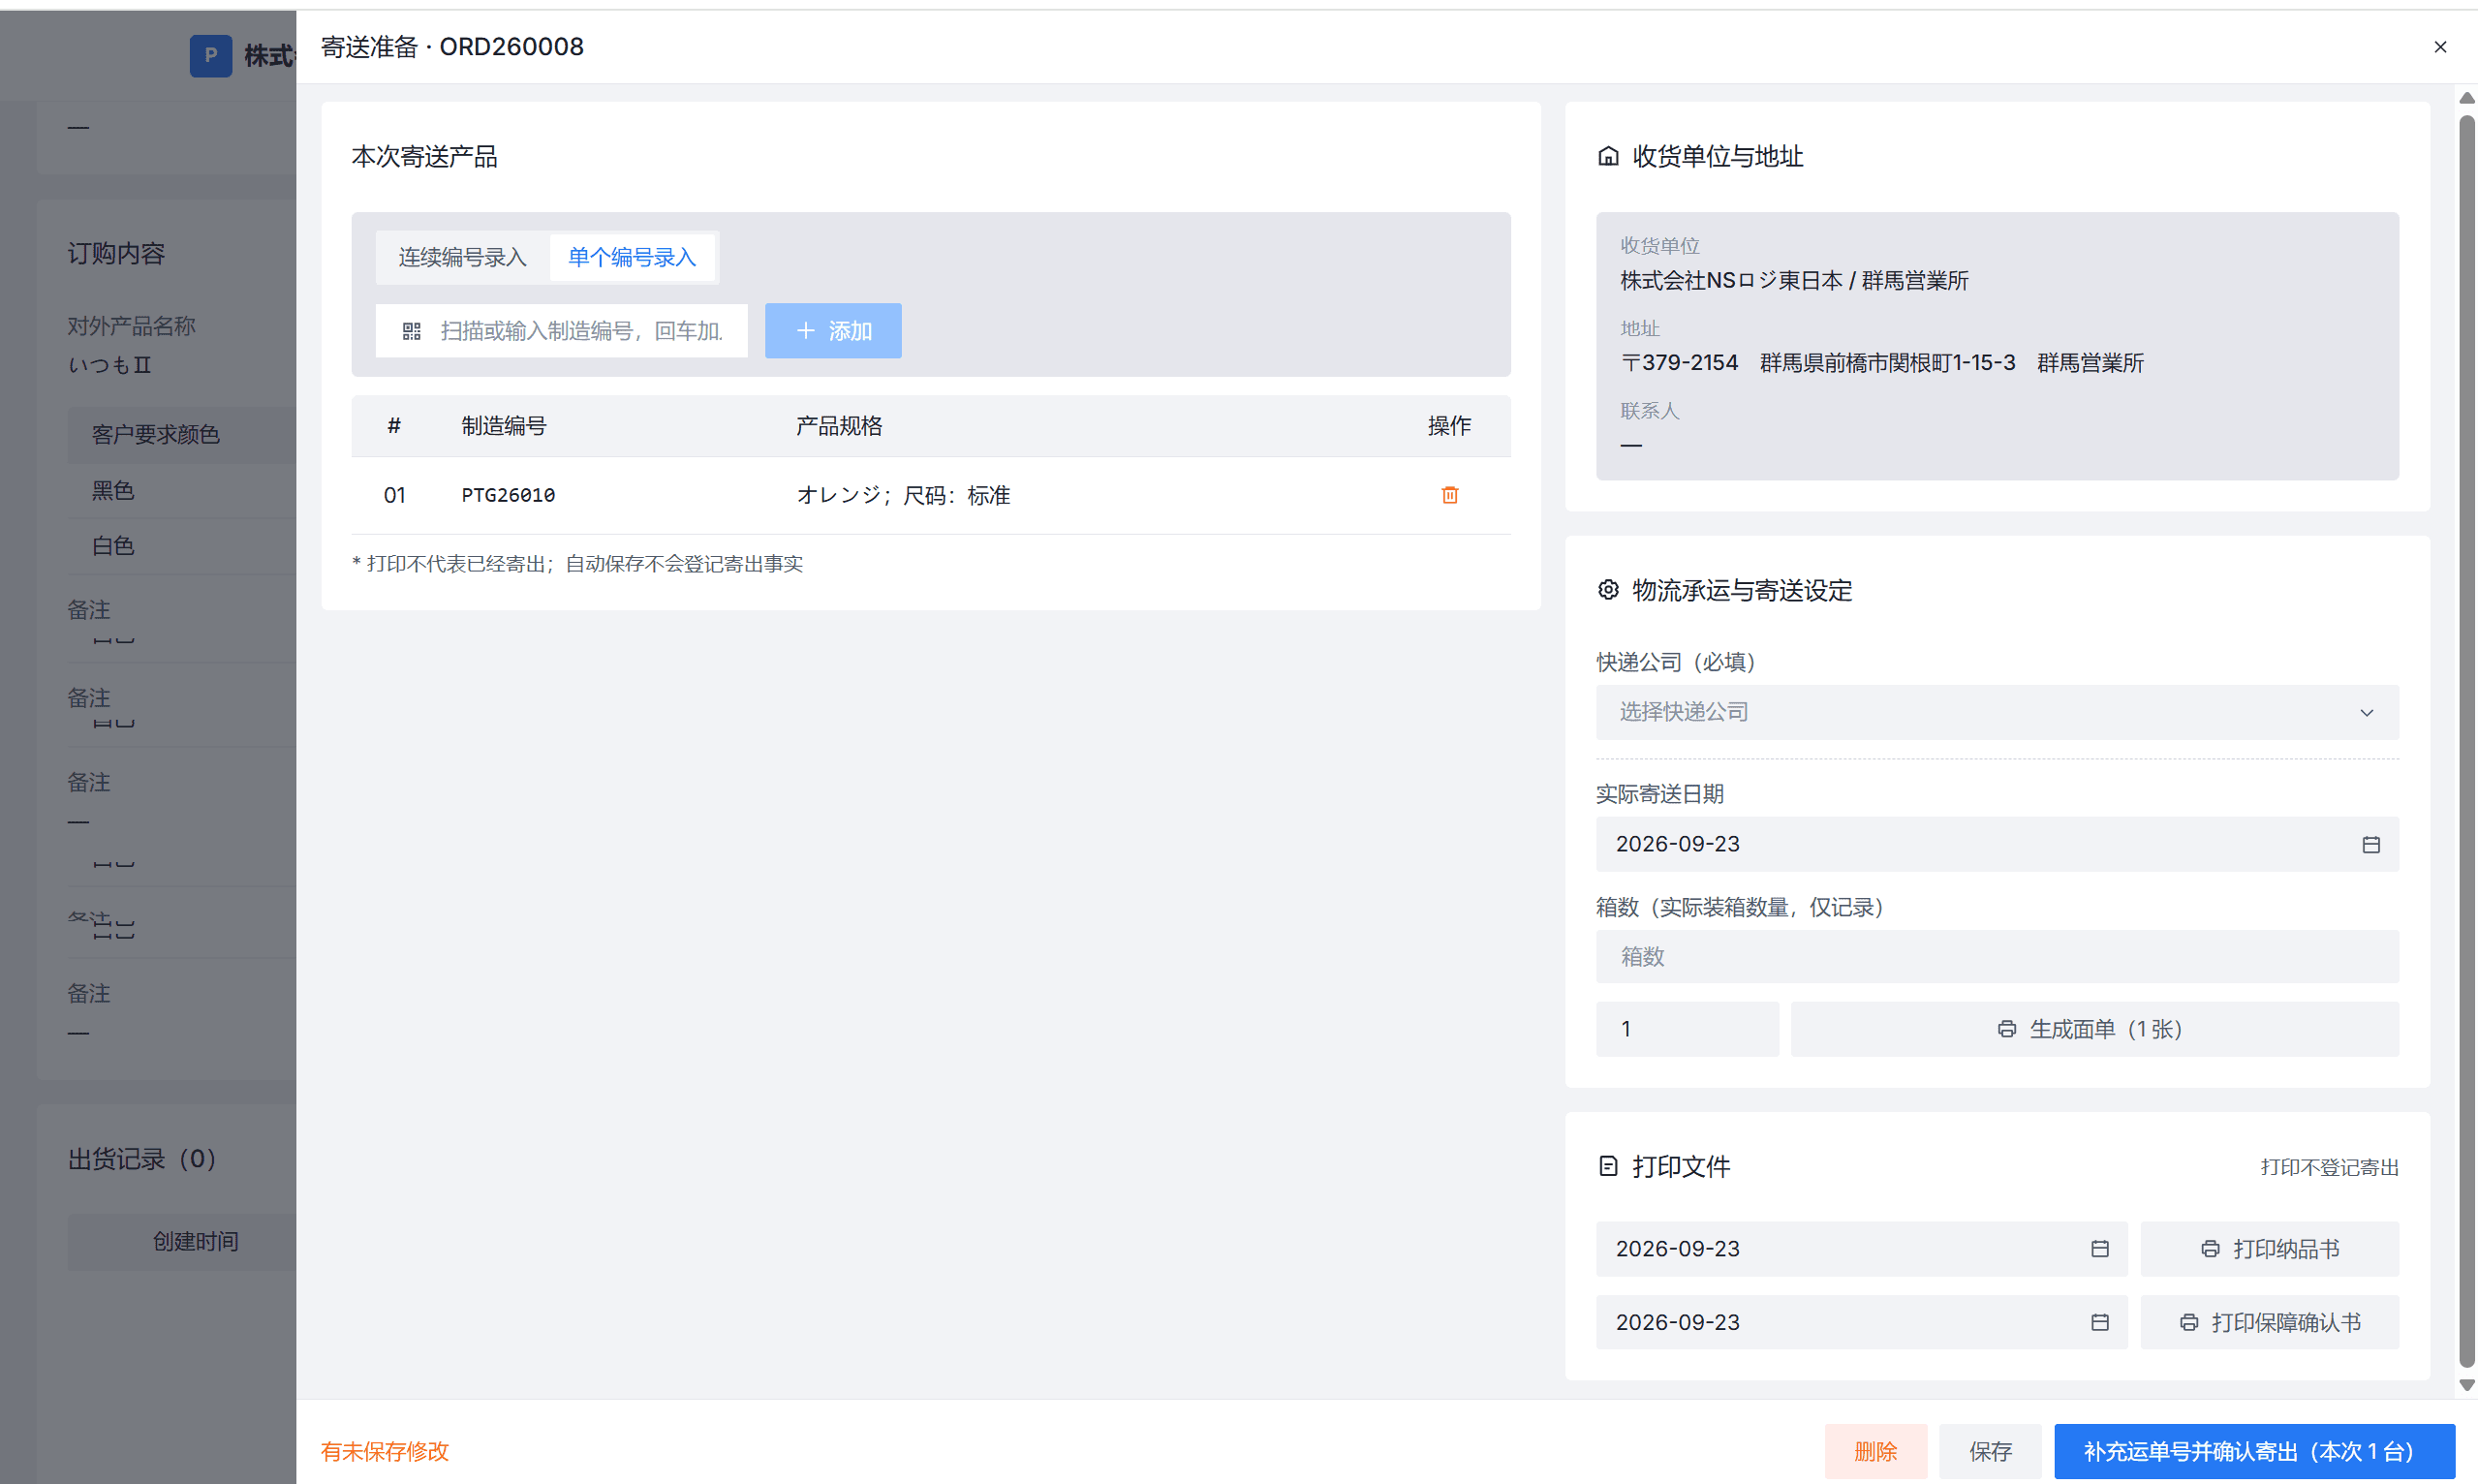 P 株式
寄送准备 · ORD260008
—
订购内容
对外产品名称
いつもⅡ
客户要求颜色
黑色
白色
备注
备注
备注
—
备注
备注
—
出货记录（0）
创建时间
本次寄送产品
连续编号录入 单个编号录入
扫描或输入制造编号，回车加 添加
# 制造编号 产品规格 操作
01 PTG26010 オレンジ；尺码：标准
* 打印不代表已经寄出；自动保存不会登记寄出事实
收货单位与地址
收货单位
株式会社NSロジ東日本 / 群馬営業所
地址
〒379-2154 群馬県前橋市関根町1-15-3 群馬営業所
联系人
—
物流承运与寄送设定
快递公司（必填）
选择快递公司
实际寄送日期
2026-09-23
箱数（实际装箱数量，仅记录）
箱数
1 生成面单（1 张）
打印文件 打印不登记寄出
2026-09-23 打印纳品书
2026-09-23 打印保障确认书
有未保存修改 删除 保存 补充运单号并确认寄出（本次 1 台）